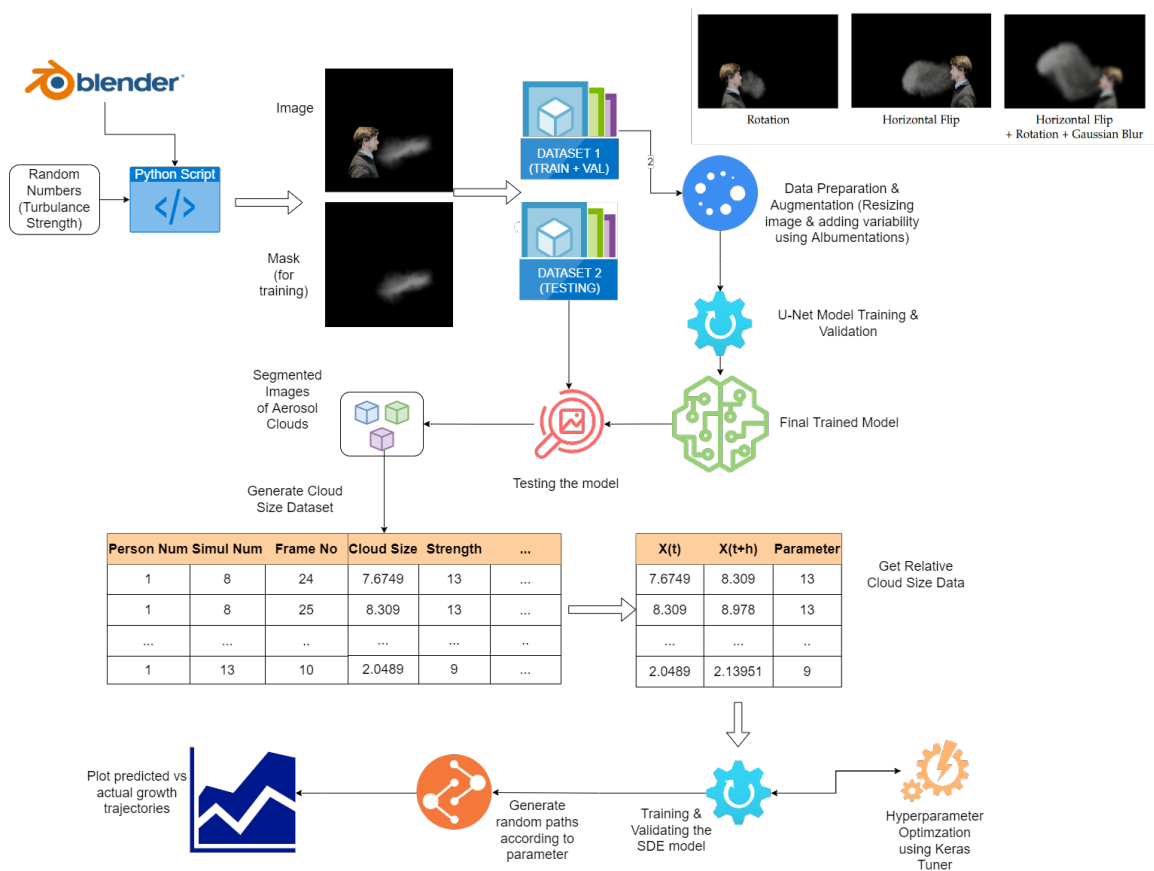 blender
Image
Rotation
Horizontal Flip
Horizontal Flip
+ Rotation + Gaussian Blur
Random
Numbers
(Turbulance
Strength)
Python Script
</>
Mask
(for
training)
DATASET 1
(TRAIN + VAL)
2
DATASET 2
(TESTING)
Data Preparation &
Augmentation (Resizing
image & adding variability
using Albumentations)
U-Net Model Training &
Validation
Final Trained Model
Testing the model
Segmented
Images
of Aerosol
Clouds
Generate Cloud
Size Dataset
Person Num Simul Num Frame No Cloud Size Strength ...
1 8 24 7.6749 13 ...
1 8 25 8.309 13 ...
... ... .. ... ... ..
1 13 10 2.0489 9 ...
X(t) X(t+h) Parameter
7.6749 8.309 13
8.309 8.978 13
... ... ..
2.0489 2.13951 9
Get Relative
Cloud Size Data
Plot predicted vs
actual growth
trajectories
Generate
random paths
according to
parameter
Training &
Validating the
SDE model
Hyperparameter
Optimzation
using Keras
Tuner